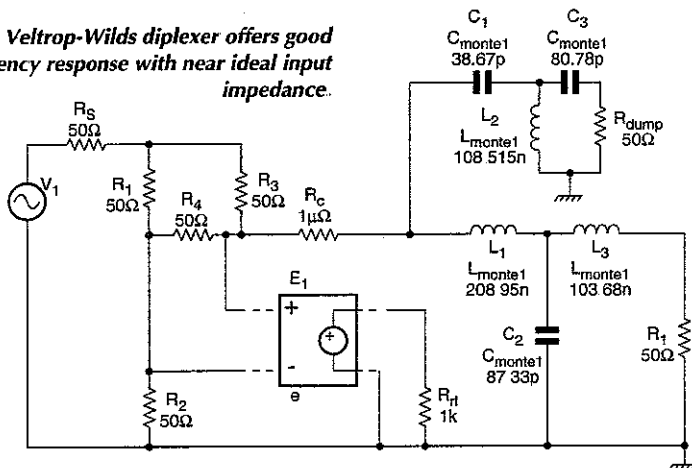 Veltrop-Wilds diplexer offers good
ency response with near ideal input
impedance.
C1
Cmonte1
38.67p
C3
Cmonte1
80.78p
L2
Lmonte1
108.515n
Rdump
50Ω
RS
50Ω
V1
R1
50Ω
R4
50Ω
R3
50Ω
Rc
1µΩ
L1
Lmonte1
208.95n
L3
Lmonte1
103.68n
E1
+
-
+
e
C2
Cmonte1
87.33p
R1
50Ω
R2
50Ω
1k